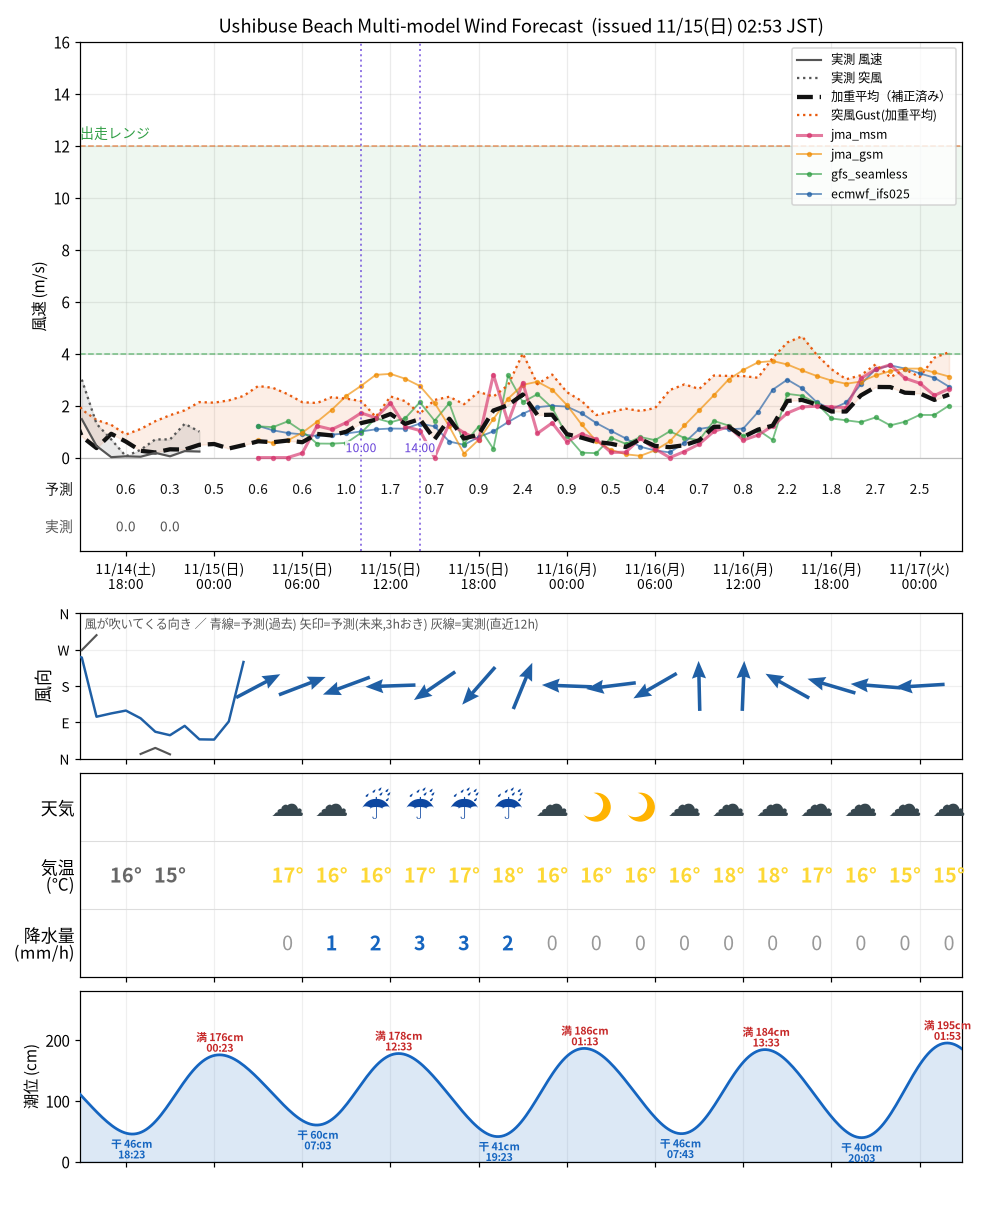 Ushibuse Beach Multi-model Wind Forecast (issued 11/15(日) 02:53 JST)
実測 風速
実測 突風
加重平均（補正済み）
突風Gust(加重平均)
jma_msm
jma_gsm
gfs_seamless
ecmwf_ifs025
出走レンジ
風速 (m/s)
16
14
12
10
8
6
4
2
0
10:00 14:00
予測 0.6 0.3 0.5 0.6 0.6 1.0 1.7 0.7 0.9 2.4 0.9 0.5 0.4 0.7 0.8 2.2 1.8 2.7 2.5
実測 0.0 0.0
11/14(土) 11/15(日) 11/15(日) 11/15(日) 11/15(日) 11/16(月) 11/16(月) 11/16(月) 11/16(月) 11/17(火)
18:00 00:00 06:00 12:00 18:00 00:00 06:00 12:00 18:00 00:00
風が吹いてくる向き ／ 青線=予測(過去) 矢印=予測(未来,3hおき) 灰線=実測(直近12h)
風向
N
W
S
E
N
天気
気温
(℃)
16° 15° 17° 16° 16° 17° 17° 18° 16° 16° 16° 16° 18° 18° 17° 16° 15° 15°
降水量
(mm/h)
0 1 2 3 3 2 0 0 0 0 0 0 0 0 0 0
潮位 (cm)
200
100
0
満 176cm
00:23
満 178cm
12:33
満 186cm
01:13
満 184cm
13:33
満 195cm
01:53
干 46cm
18:23
干 60cm
07:03
干 41cm
19:23
干 46cm
07:43
干 40cm
20:03